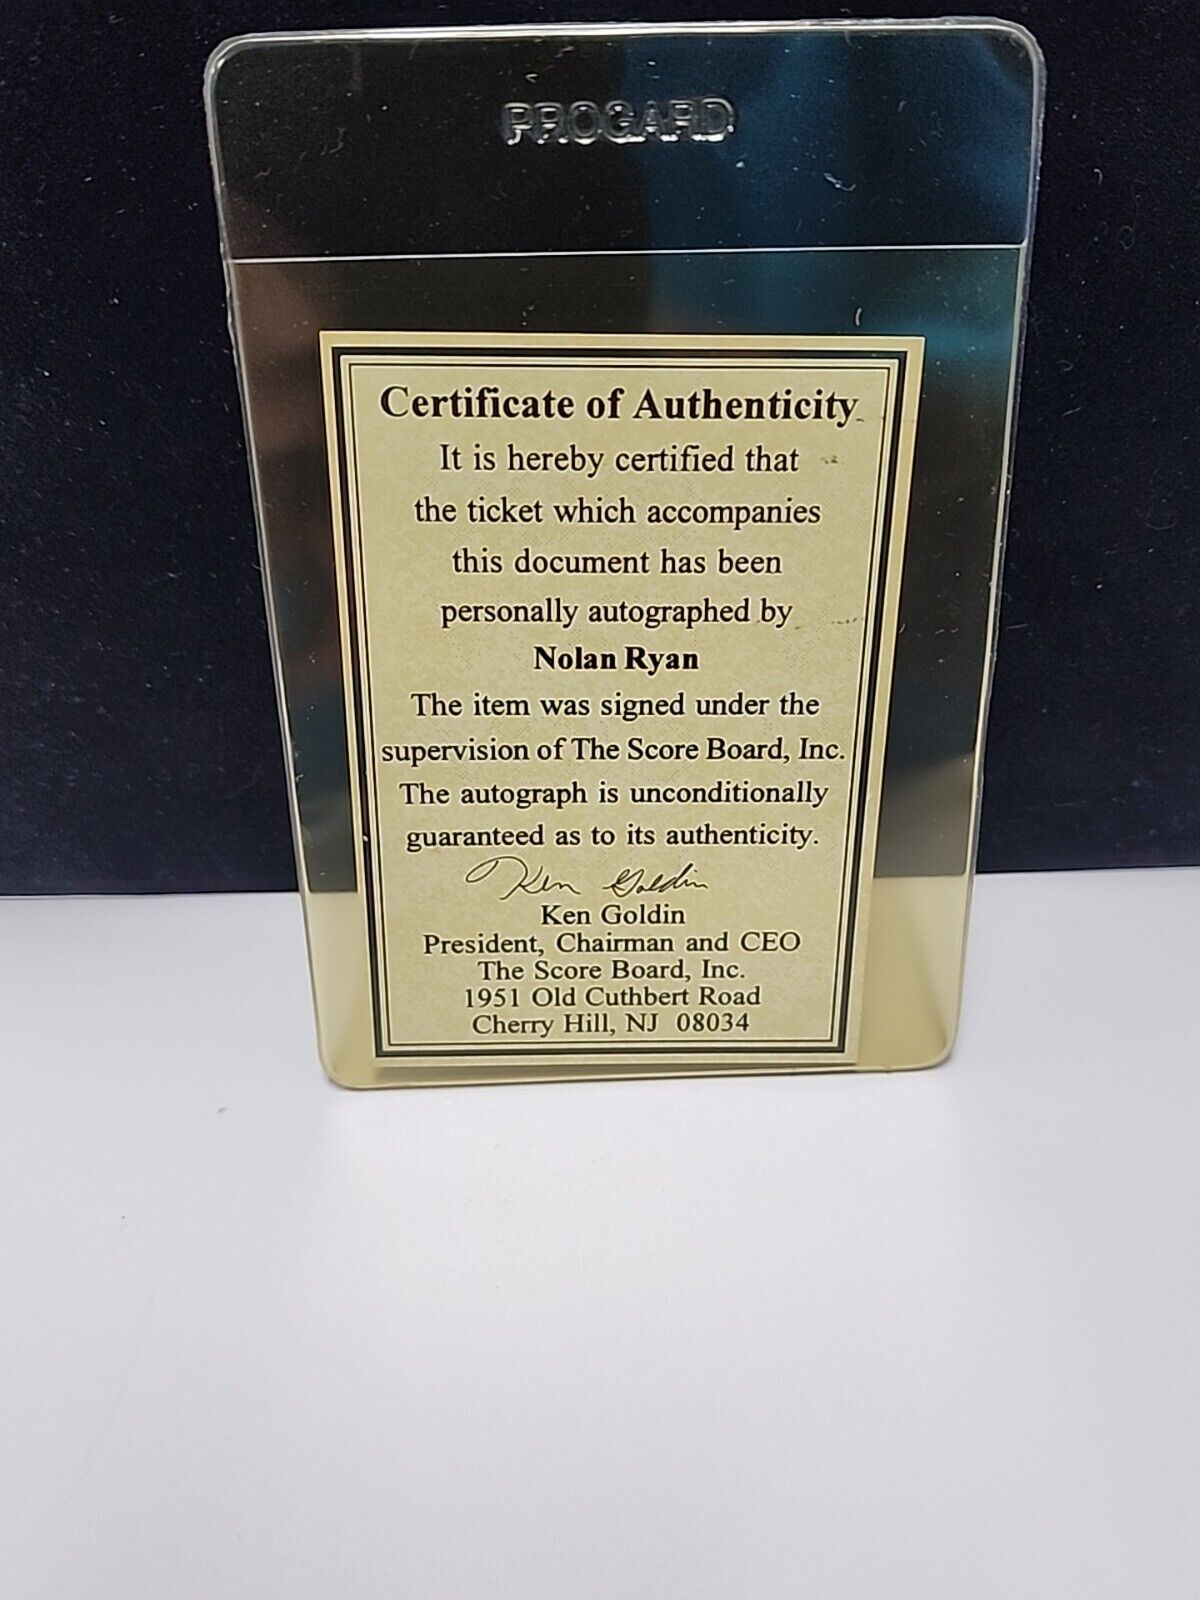 PROGARD
Certificate of Authenticity
It is hereby certified that
the ticket which accompanies
this document has been
personally autographed by
Nolan Ryan
The item was signed under the
supervision of The Score Board, Inc.
The autograph is unconditionally
guaranteed as to its authenticity.
Ken Goldin
Ken Goldin
President, Chairman and CEO
The Score Board, Inc.
1951 Old Cuthbert Road
Cherry Hill, NJ 08034